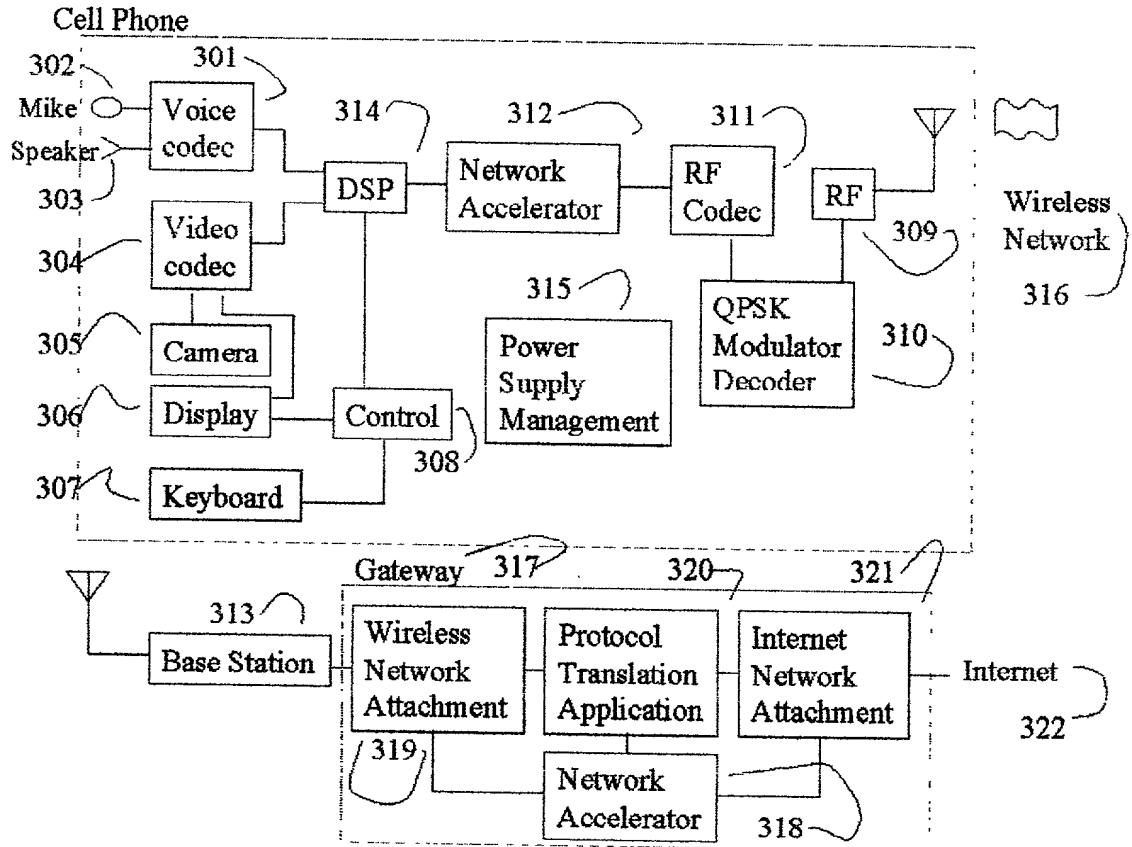 Cell Phone
302
301
314
312
311
Mike
Voice
codec
Speaker
303
DSP
Network
Accelerator
RF
Codec
RF
309
Wireless
Network
316
304
Video
codec
315
305
Camera
Power
Supply
Management
QPSK
Modulator
Decoder
310
306
Display
Control
308
307
Keyboard
Gateway
317
320
321
313
Base Station
Wireless
Network
Attachment
Protocol
Translation
Application
Internet
Network
Attachment
Internet
322
319
Network
Accelerator
318